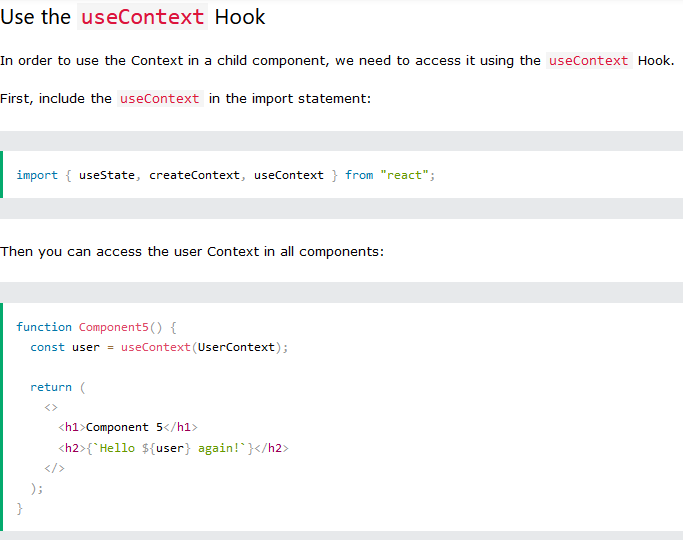 Use the useContext Hook
In order to use the Context in a child component, we need to access it using the useContext Hook.
First, include the useContext in the import statement:
import { useState, createContext, useContext } from "react";
Then you can access the user Context in all components:
function Component5() {
  const user = useContext(UserContext);

  return (
    <>
      <h1>Component 5</h1>
      <h2>{`Hello ${user} again!`}</h2>
    </>
  );
}